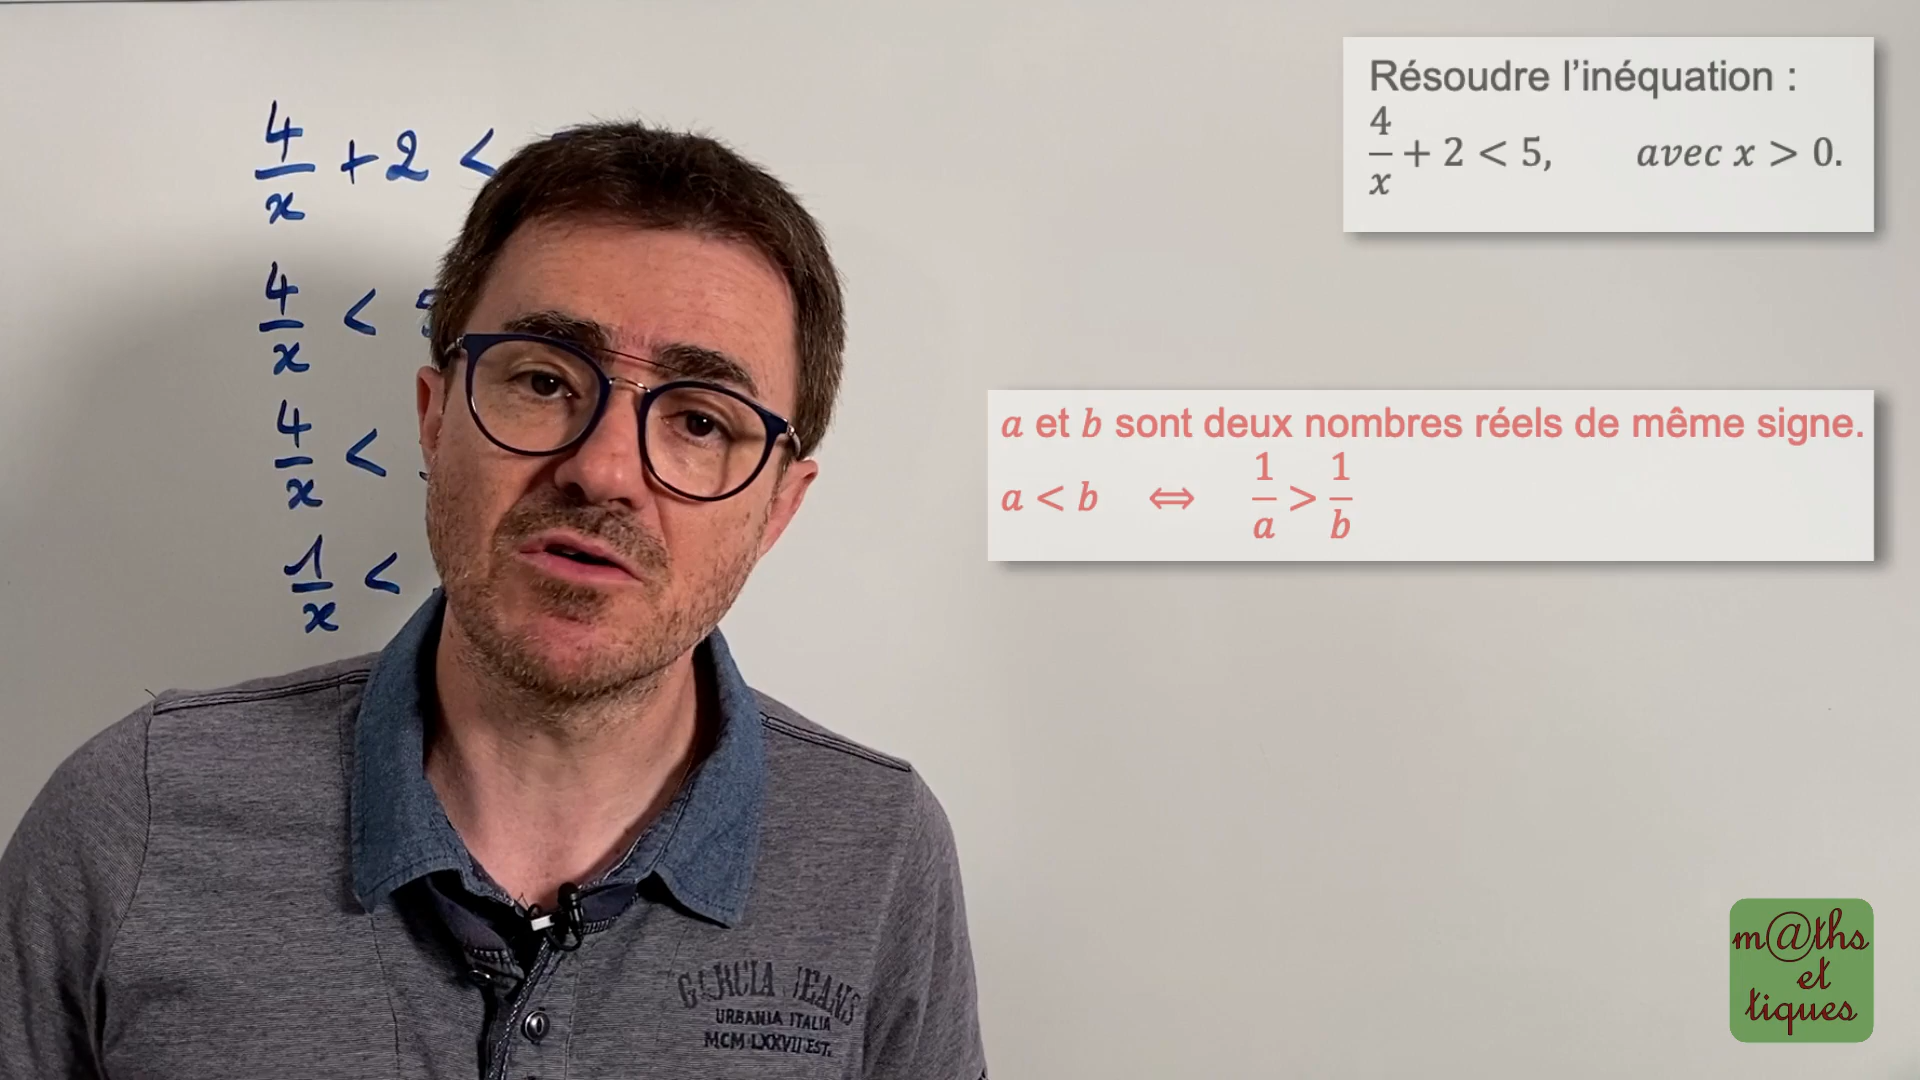 4/x + 2 <
4/x <
4/x <
1/x <
Résoudre l’inéquation :
4/x + 2 < 5, avec x > 0.
a et b sont deux nombres réels de même signe.
a < b ⇔ 1/a > 1/b
GARCIA JEANS
URBANIA ITALIA
MCMLXXVII EST.
m@ths
et
tiques